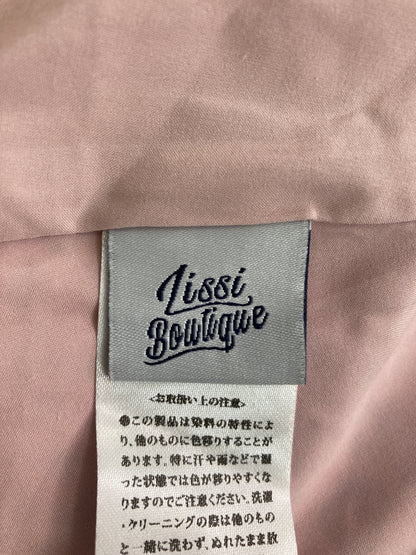 Lissi
Boutique
<お取扱い上の注意>
●この製品は染料の特性によ
り、他のものに色移りすることが
あります。特に汗や雨などで湿
った状態では色が移りやすくな
りますのでご注意ください。洗濯
・クリーニングの際は他のもの
と一緒に洗わず、ぬれたまま放